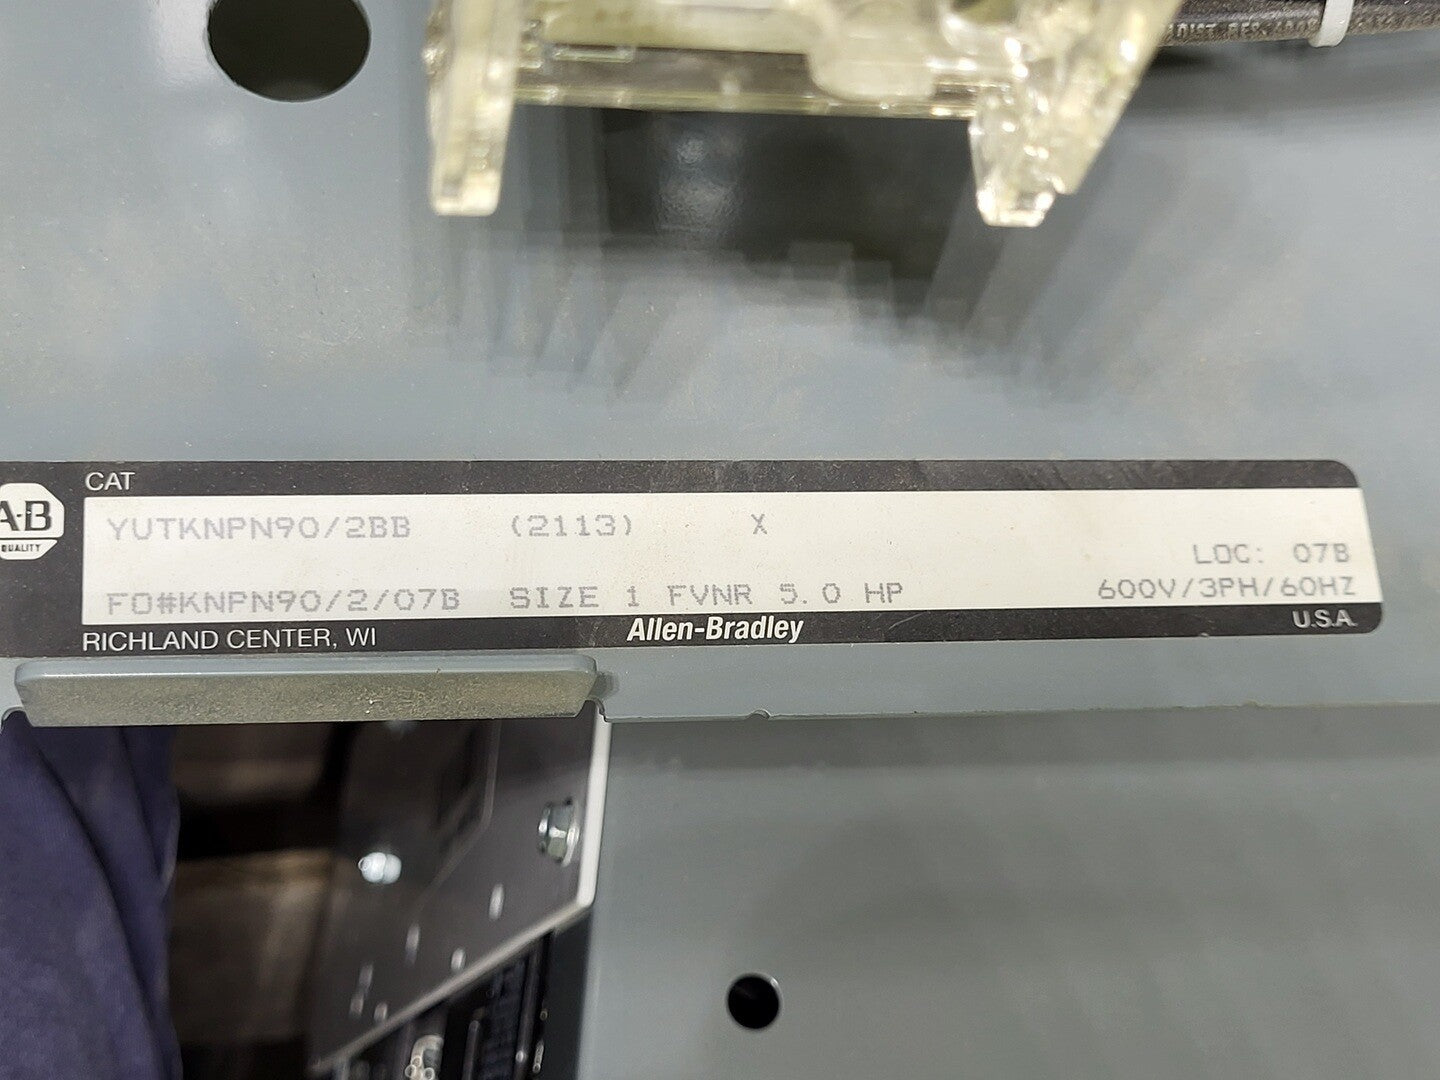 CAT
A-B
QUALITY
YUTKNPN90/2BB (2113) X
LOC: 07B
FO#KNPN90/2/07B SIZE 1 FVNR 5.0 HP 600V/3PH/60HZ
RICHLAND CENTER, WI Allen-Bradley U.S.A.